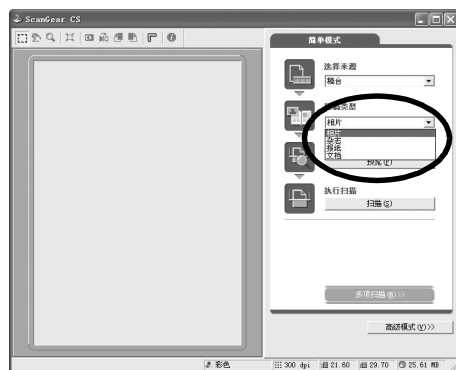 ScanGear CS
简单模式
选择来源
稿台
原稿类型
相片
相片
杂志
报纸
文档
预览(P)
执行扫描
扫描(S)
多项扫描(M)>>
高级模式(V)>>
彩色
300 dpi
21.60
29.70
25.61 MB